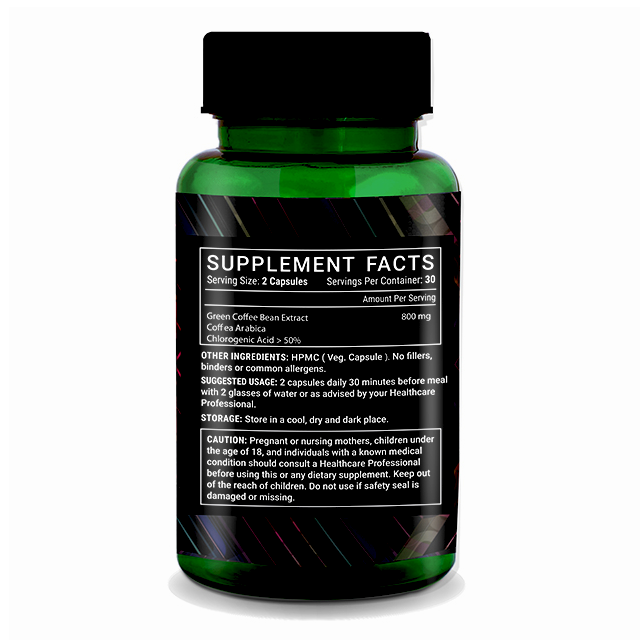 SUPPLEMENT FACTS
Serving Size: 2 Capsules Servings Per Container: 30
Amount Per Serving
Green Coffee Bean Extract 800 mg
Coffea Arabica
Chlorogenic Acid > 50%
OTHER INGREDIENTS: HPMC ( Veg. Capsule ). No fillers,
binders or common allergens.
SUGGESTED USAGE: 2 capsules daily 30 minutes before meal
with 2 glasses of water or as advised by your Healthcare
Professional.
STORAGE: Store in a cool, dry and dark place.
CAUTION: Pregnant or nursing mothers, children under
the age of 18, and individuals with a known medical
condition should consult a Healthcare Professional
before using this or any dietary supplement. Keep out
of the reach of children. Do not use if safety seal is
damaged or missing.